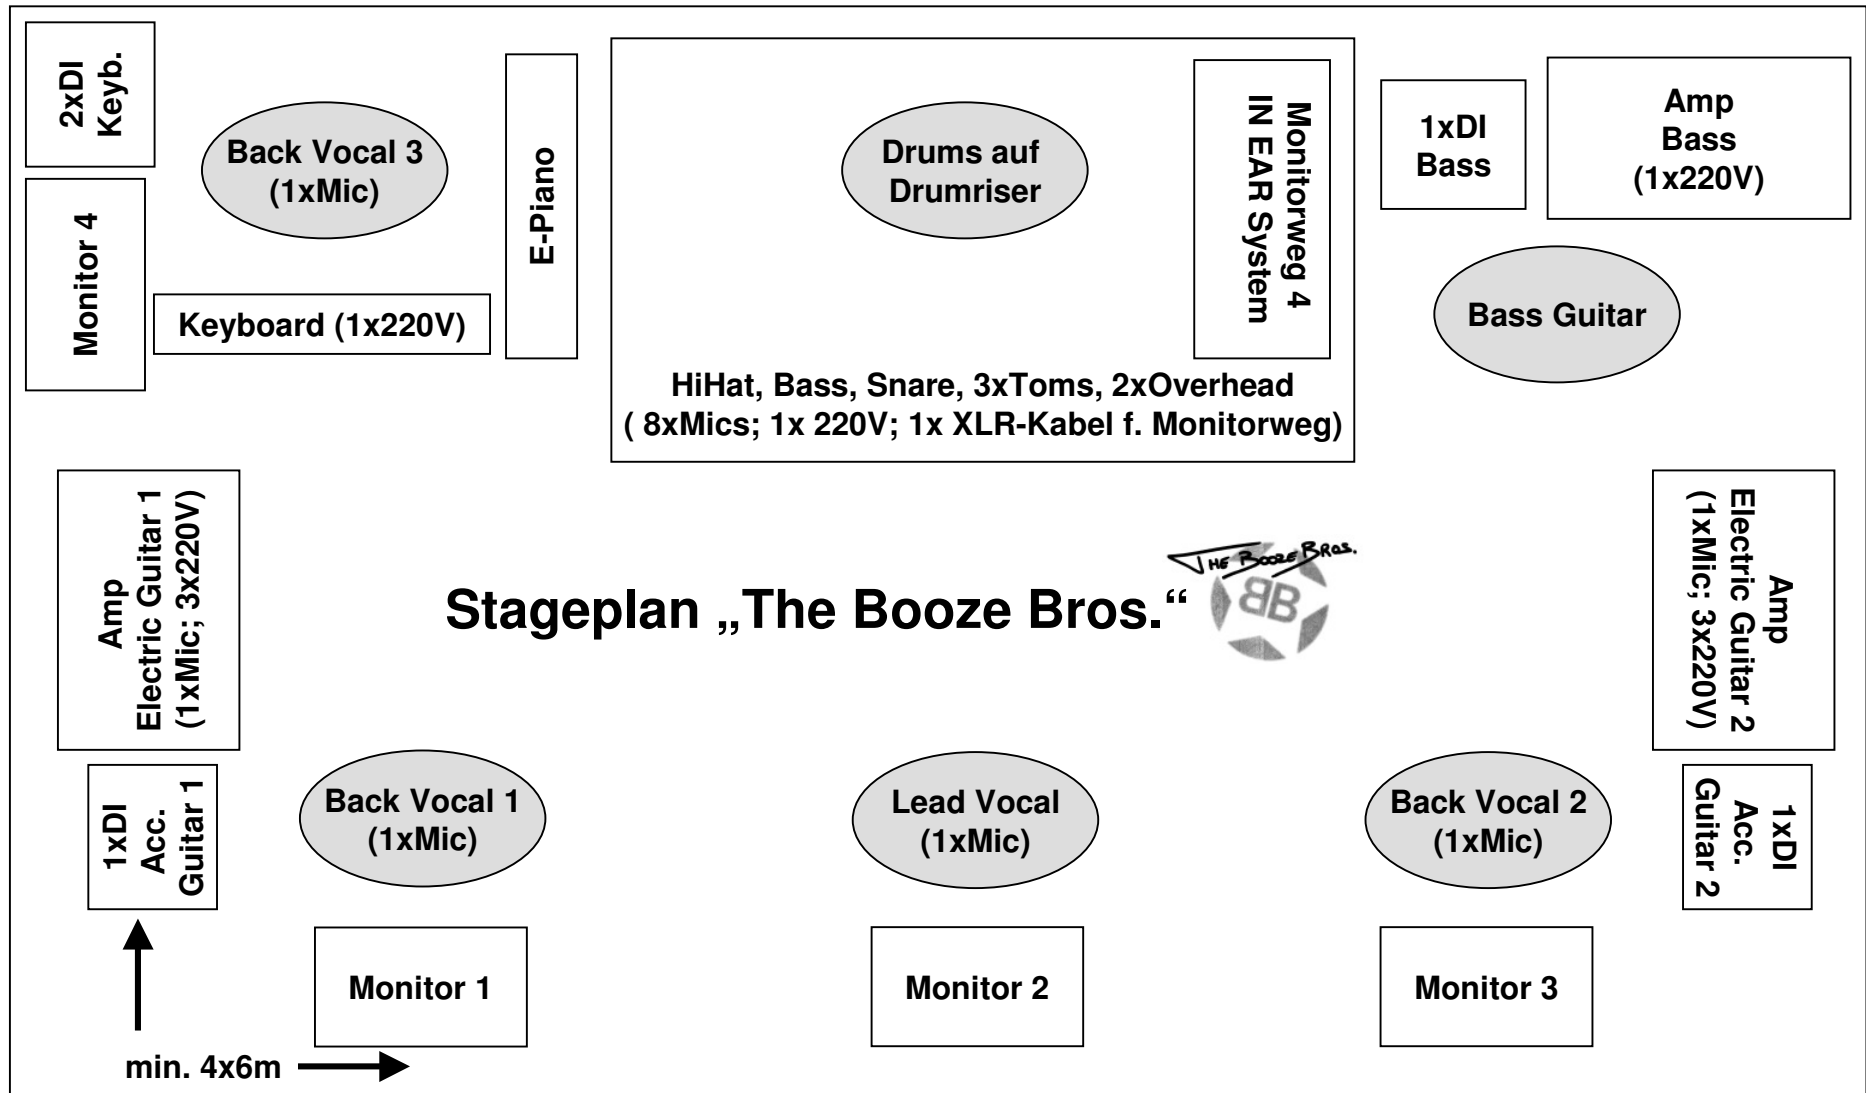 2xDI
Keyb.
Back Vocal 3
(1xMic)
E-Piano
Monitor 4
Keyboard (1x220V)
Drums auf
Drumriser
Monitorweg 4
IN EAR System
HiHat, Bass, Snare, 3xToms, 2xOverhead
( 8xMics; 1x 220V; 1x XLR-Kabel f. Monitorweg)
1xDI
Bass
Amp
Bass
(1x220V)
Bass Guitar
Amp
Electric Guitar 1
(1xMic; 3x220V)
Stageplan „The Booze Bros.“
THE BOOZE BROS.
BB
Amp
Electric Guitar 2
(1xMic; 3x220V)
1xDI
Acc.
Guitar 1
Back Vocal 1
(1xMic)
Lead Vocal
(1xMic)
Back Vocal 2
(1xMic)
1xDI
Acc.
Guitar 2
Monitor 1
Monitor 2
Monitor 3
min. 4x6m